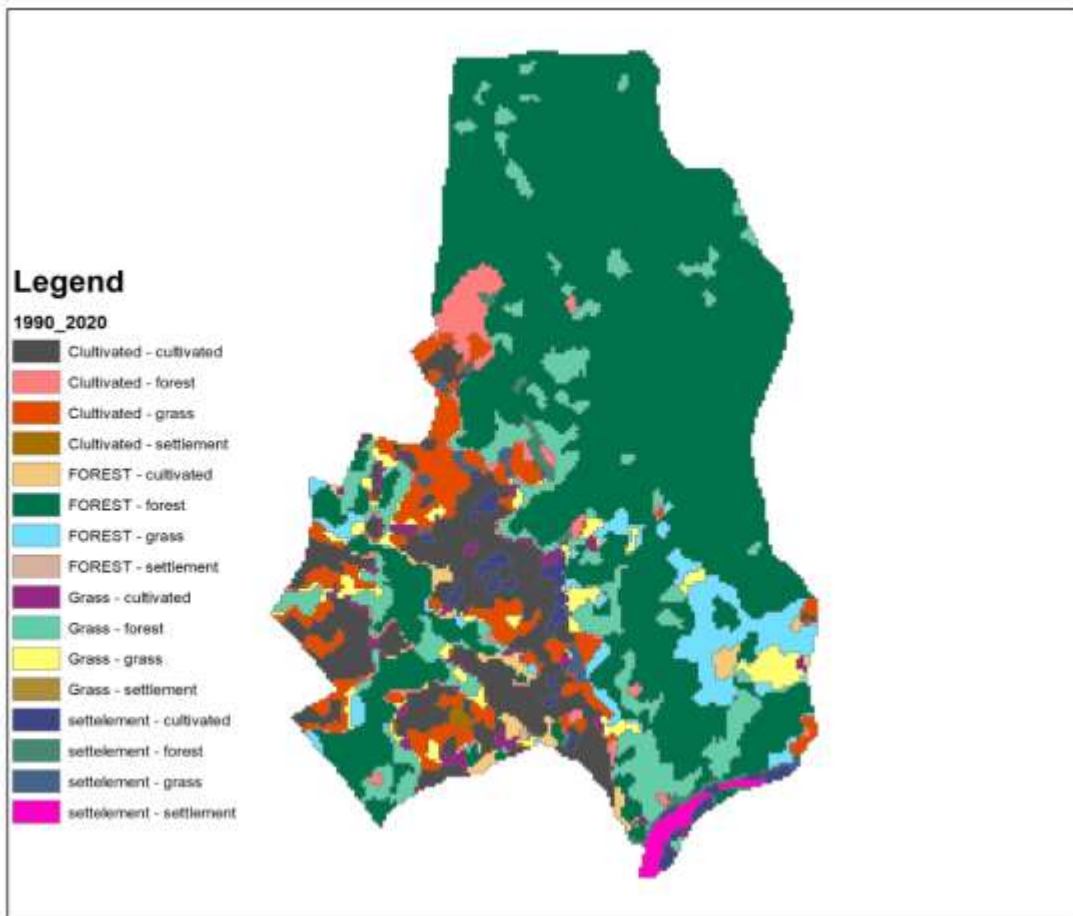 Legend
1990_2020
Clultivated - cultivated
Clultivated - forest
Clultivated - grass
Clultivated - settlement
FOREST - cultivated
FOREST - forest
FOREST - grass
FOREST - settlement
Grass - cultivated
Grass - forest
Grass - grass
Grass - settlement
settelement - cultivated
settelement - forest
settelement - grass
settelement - settlement